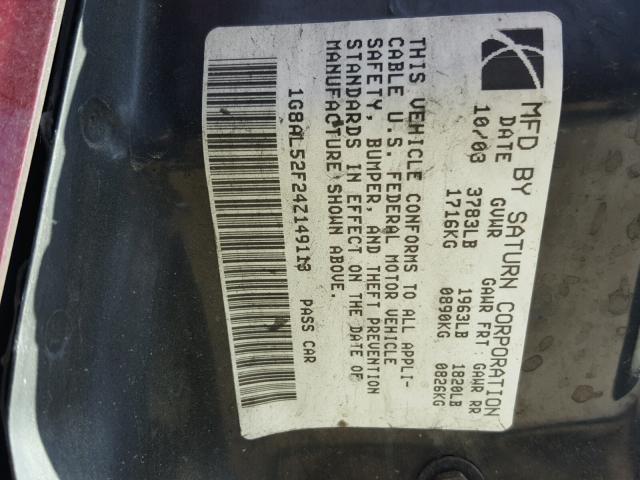 MFD BY SATURN CORPORATION
DATE GVWR GAWR FRT GAWR RR
10/03 3783LB 1963LB 1820LB
1716KG 0890KG 0826KG
THIS VEHICLE CONFORMS TO ALL APPLI-
CABLE U.S. FEDERAL MOTOR VEHICLE
SAFETY, BUMPER, AND THEFT PREVENTION
STANDARDS IN EFFECT ON THE DATE OF
MANUFACTURE SHOWN ABOVE.
1G8AL52F24Z149113 PASS CAR